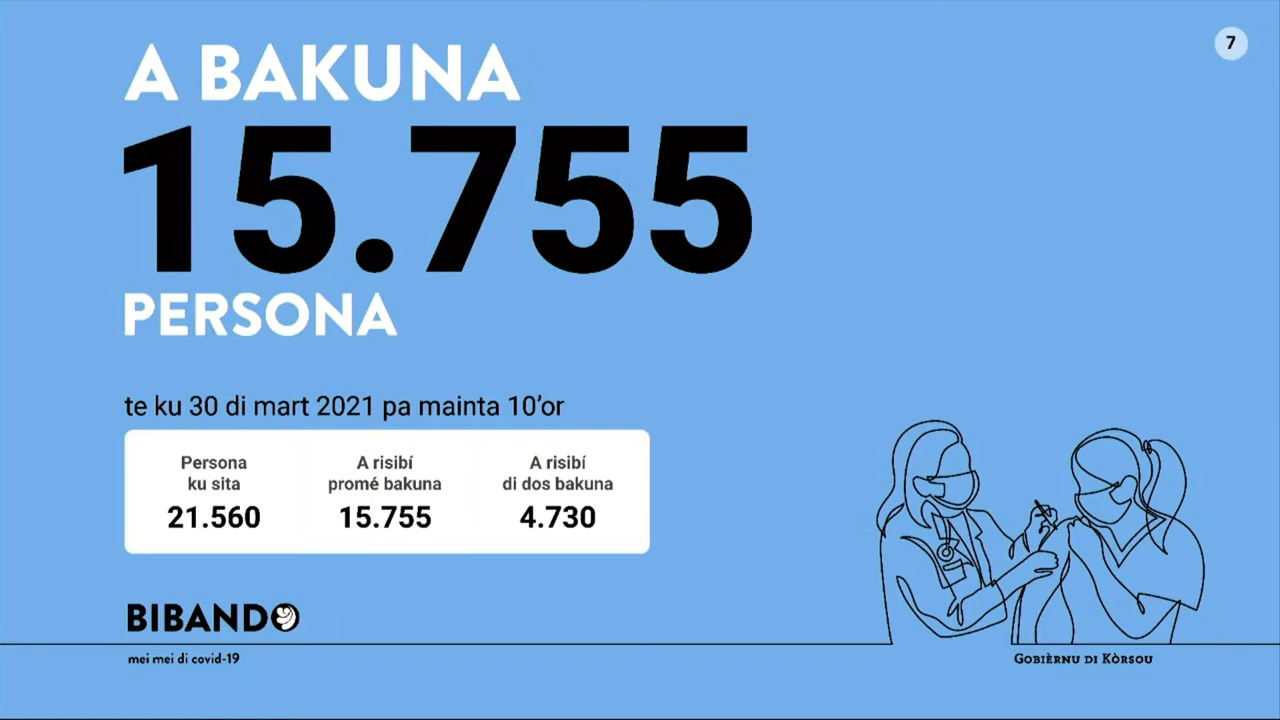 7
A BAKUNA
15.755
PERSONA
te ku 30 di mart 2021 pa mainta 10’or
Persona
ku sita
21.560
A risibí
promé bakuna
15.755
A risibí
di dos bakuna
4.730
BIBANDO
mei mei di covid-19
GOBIÈRNU DI KÒRSOU